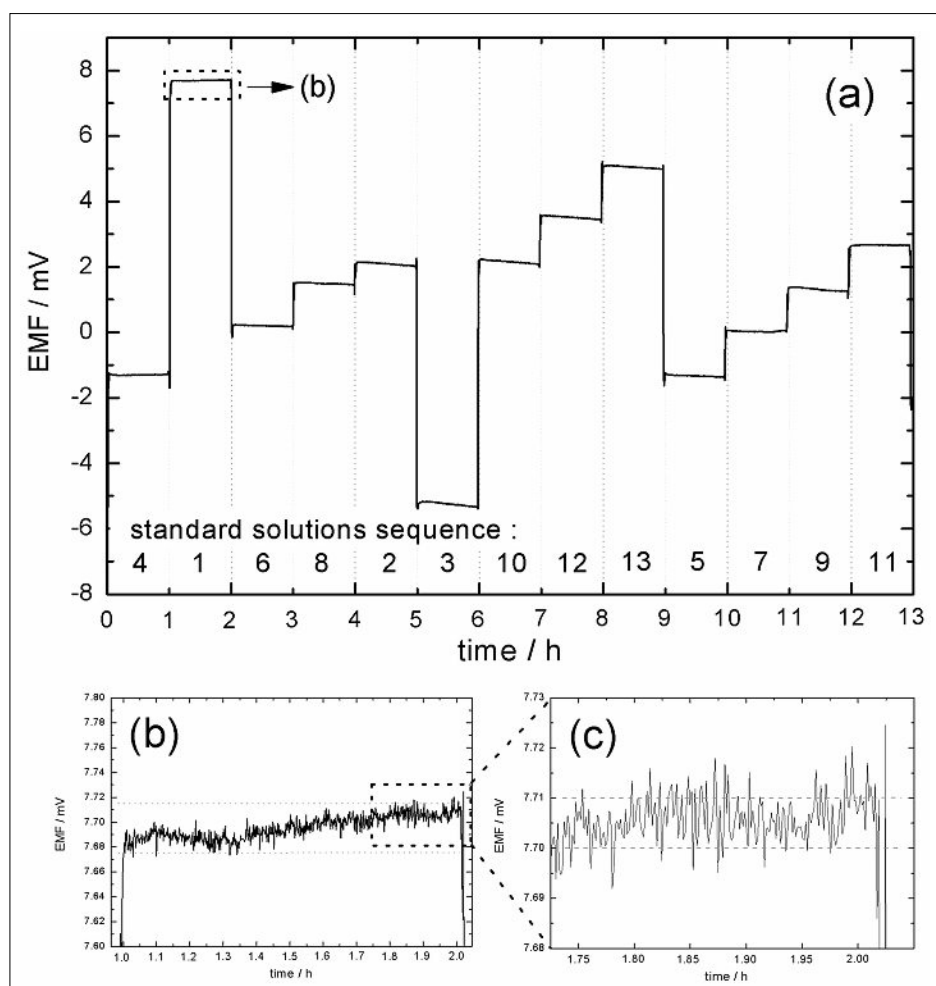 8
6
4
2
0
-2
-4
-6
-8
EMF / mV
(b)
(a)
standard solutions sequence :
4 1 6 8 2 3 10 12 13 5 7 9 11
0 1 2 3 4 5 6 7 8 9 10 11 12 13
time / h
7.80
7.78
7.76
7.74
7.72
7.70
7.68
7.66
7.64
7.62
7.60
EMF / mV
(b)
1.0 1.1 1.2 1.3 1.4 1.5 1.6 1.7 1.8 1.9 2.0
time / h
7.73
7.72
7.71
7.70
7.69
7.68
EMF / mV
(c)
1.75 1.80 1.85 1.90 1.95 2.00
time / h